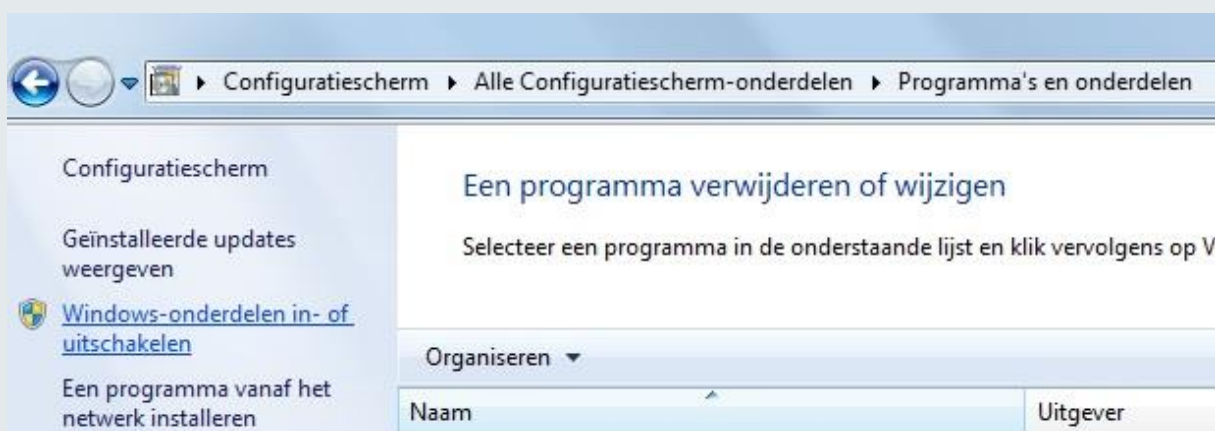 Configuratiescherm ▸ Alle Configuratiescherm-onderdelen ▸ Programma's en onderdelen
Configuratiescherm
Een programma verwijderen of wijzigen
Geïnstalleerde updates
weergeven
Selecteer een programma in de onderstaande lijst en klik vervolgens op
Windows-onderdelen in- of
uitschakelen
Een programma vanaf het
netwerk installeren
Organiseren
Naam
Uitgever